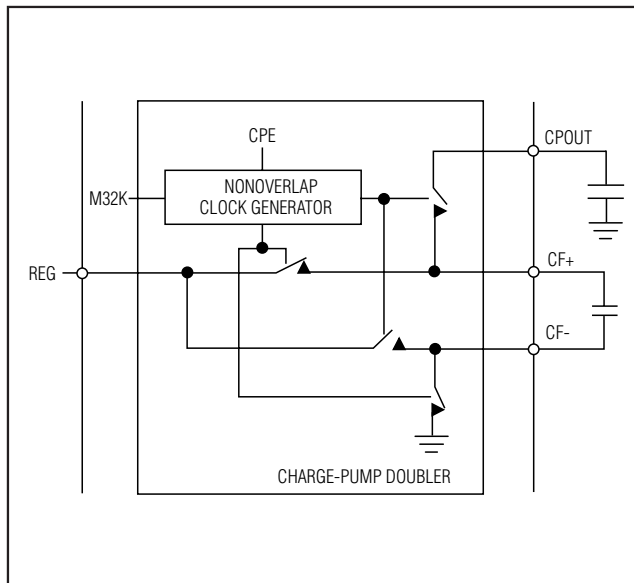 CPE
CPOUT
M32K
NONOVERLAP
CLOCK GENERATOR
REG
CF+
CF-
CHARGE-PUMP DOUBLER